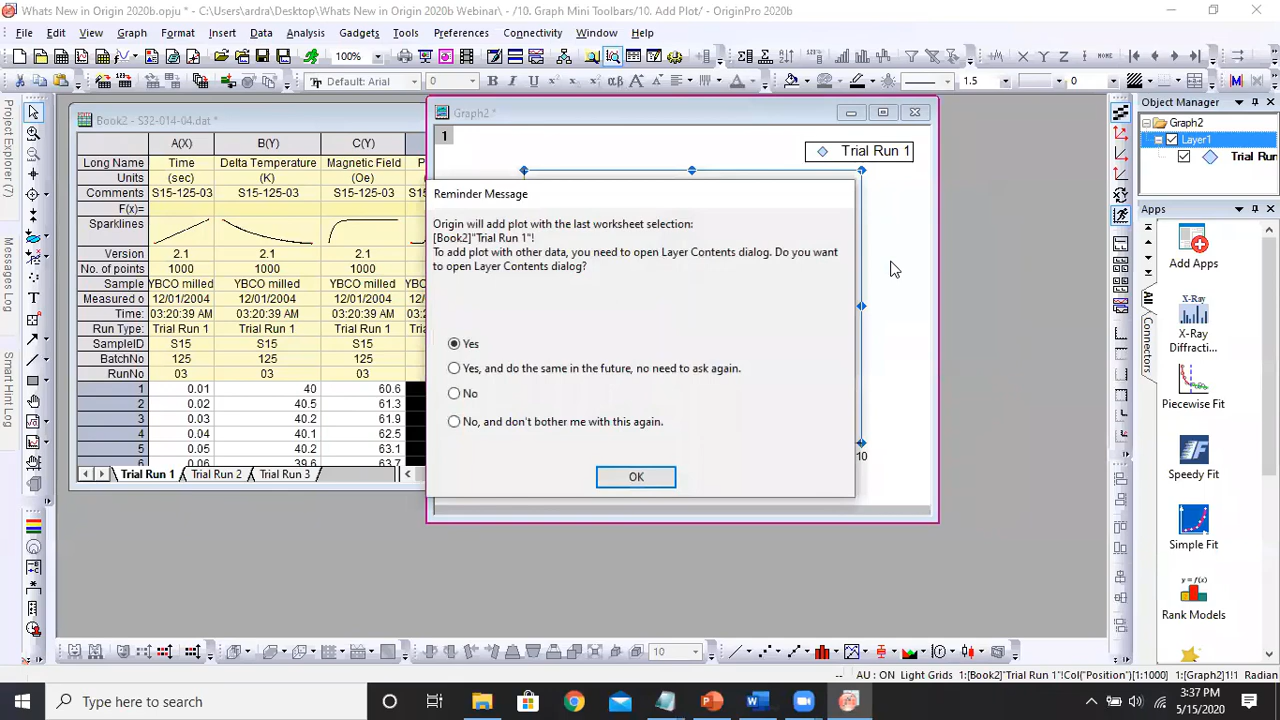 Whats New in Origin 2020b.opju * - C:\Users\ardra\Desktop\Whats New in Origin 2020b Webinar - /10. Graph Mini Toolbars/10. Add Plot/ - OriginPro 2020b
File Edit View Graph Format Insert Data Analysis Gadgets Tools Preferences Connectivity Window Help
100%
Default: Arial 0 B I U αβ A A A 1.5 0
Project Explorer (7)
Messages Log
Smart Hint Log
Book2 - S32-014-04.dat *
A(X) B(Y) C(Y)
Long Name Time Delta Temperature Magnetic Field P
Units (sec) (K) (Oe)
Comments S15-125-03 S15-125-03 S15-125-03 S15
F(x)=
Sparklines
Version 2.1 2.1 2.1
No. of points 1000 1000 1000
Sample YBCO milled YBCO milled YBCO milled YBC
Measured o 12/01/2004 12/01/2004 12/01/2004 12/
Time: 03:20:39 AM 03:20:39 AM 03:20:39 AM 03:2
Run Type: Trial Run 1 Trial Run 1 Trial Run 1 Tri
SampleID S15 S15 S15
BatchNo 125 125 125
RunNo 03 03 03
1 0.01 40 60.6
2 0.02 40.5 61.3
3 0.03 40.2 61.9
4 0.04 40.1 62.5
5 0.05 40.2 63.1
6 0.06 39.6 63.7
Trial Run 1 Trial Run 2 Trial Run 3
Graph2 *
1
Trial Run 1
10
Reminder Message
Origin will add plot with the last worksheet selection:
[Book2]"Trial Run 1"!
To add plot with other data, you need to open Layer Contents dialog. Do you want
to open Layer Contents dialog?
Yes
Yes, and do the same in the future, no need to ask again.
No
No, and don't bother me with this again.
OK
Object Manager
Graph2
Layer1
Trial Run
Apps
All
Connectors
Add Apps
X-Ray
Diffracti...
Piecewise Fit
Speedy Fit
Simple Fit
y = f(x)
Rank Models
10
-- AU : ON Light Grids 1:[Book2]"Trial Run 1"!Col("Position")[1:1000] 1:[Graph2]1!1 Radian
Type here to search
3:37 PM
5/15/2020